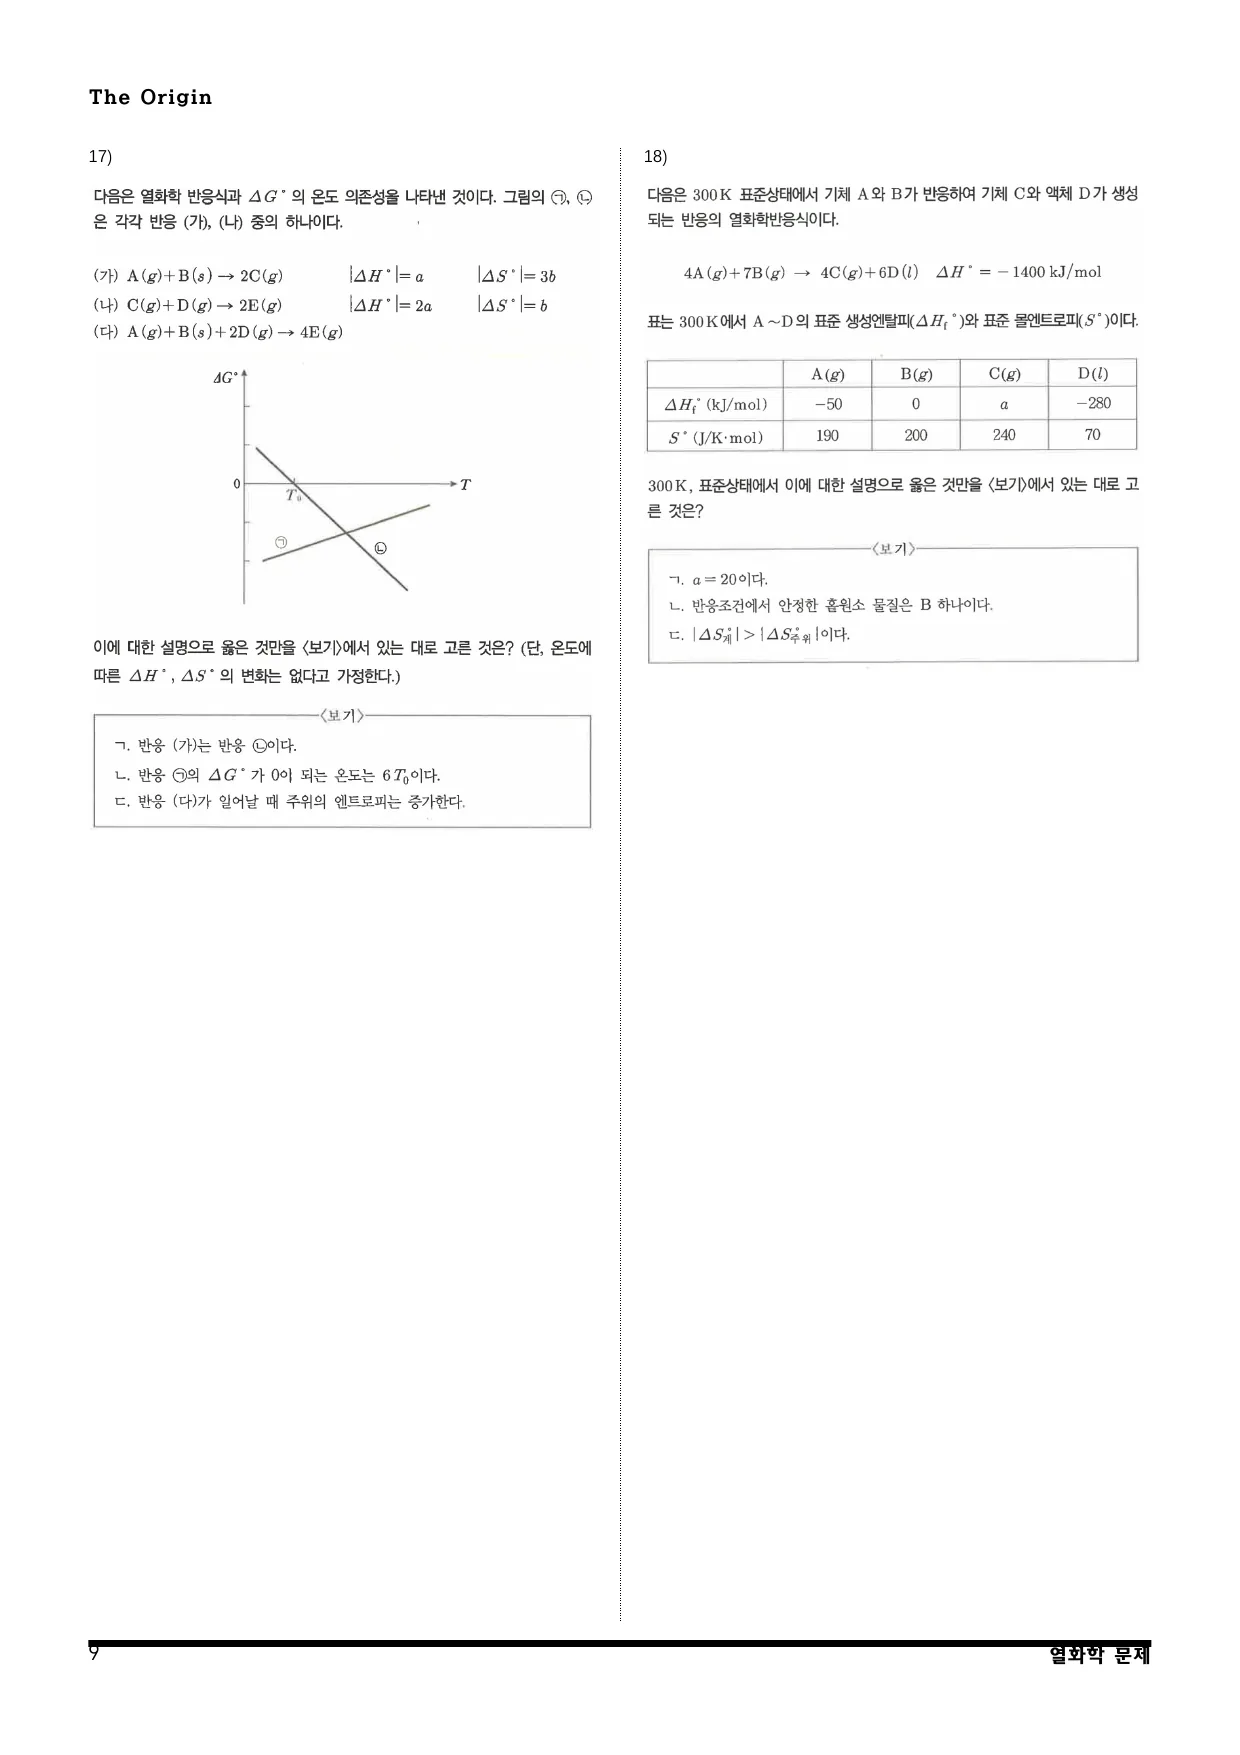 The Origin
17)
다음은 열화학 반응식과 ΔG°의 온도 의존성을 나타낸 것이다. 그림의 ㉠, ㉡
은 각각 반응 (가), (나) 중의 하나이다.
(가) A(g)+B(s) → 2C(g) |ΔH°|= a |ΔS°|= 3b
(나) C(g)+D(g) → 2E(g) |ΔH°|= 2a |ΔS°|= b
(다) A(g)+B(s)+2D(g) → 4E(g)
ΔG°
0
T₀
T
㉠
㉡
이에 대한 설명으로 옳은 것만을 〈보기〉에서 있는 대로 고른 것은? (단, 온도에
따른 ΔH°, ΔS°의 변화는 없다고 가정한다.)
〈보기〉
ㄱ. 반응 (가)는 반응 ㉡이다.
ㄴ. 반응 ㉠의 ΔG°가 0이 되는 온도는 6T₀이다.
ㄷ. 반응 (다)가 일어날 때 주위의 엔트로피는 증가한다.
18)
다음은 300K 표준상태에서 기체 A와 B가 반응하여 기체 C와 액체 D가 생성
되는 반응의 열화학반응식이다.
4A(g)+7B(g) → 4C(g)+6D(l) ΔH° = −1400 kJ/mol
표는 300K에서 A~D의 표준 생성엔탈피(ΔHf°)와 표준 몰엔트로피(S°)이다.
A(g) B(g) C(g) D(l)
ΔHf° (kJ/mol) −50 0 a −280
S° (J/K·mol) 190 200 240 70
300K, 표준상태에서 이에 대한 설명으로 옳은 것만을 〈보기〉에서 있는 대로 고
른 것은?
〈보기〉
ㄱ. a = 20이다.
ㄴ. 반응조건에서 안정한 홑원소 물질은 B 하나이다.
ㄷ. |ΔS°계| > |ΔS°주위|이다.
9
열화학 문제